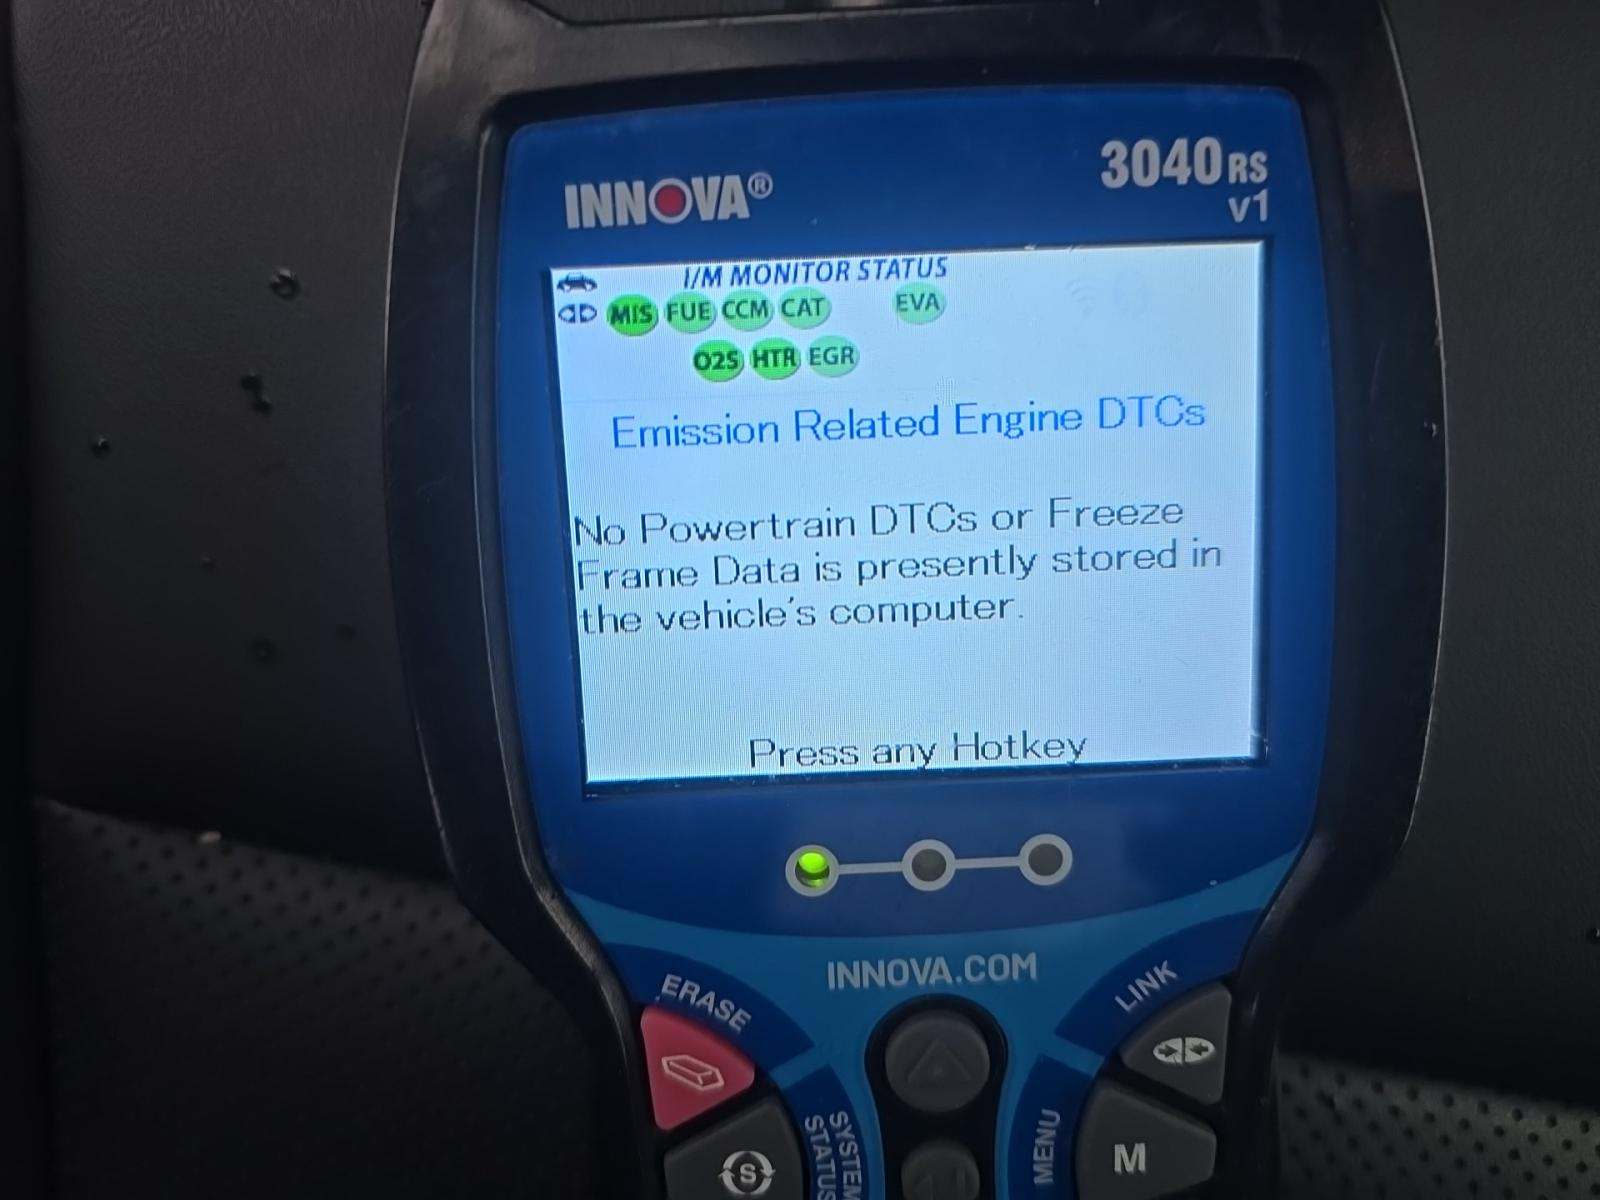 INNOVA®
3040RS
v1
I/M MONITOR STATUS
MIS FUE CCM CAT EVA
O2S HTR EGR
Emission Related Engine DTCs
No Powertrain DTCs or Freeze
Frame Data is presently stored in
the vehicle's computer.
Press any Hotkey
INNOVA.COM
ERASE
LINK
SYSTEM
STATUS
MENU
S
M